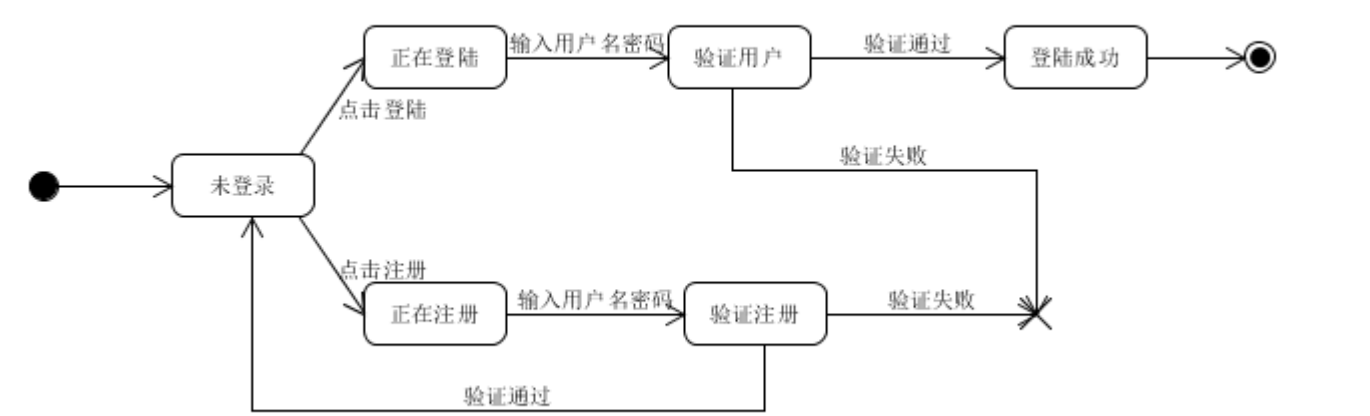 正在登陆
输入用户名密码
验证用户
验证通过
登陆成功
点击登陆
验证失败
未登录
点击注册
正在注册
输入用户名密码
验证注册
验证失败
验证通过